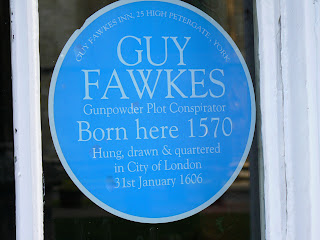 GUY FAWKES INN, 25 HIGH PETERGATE, YORK
GUY
FAWKES
Gunpowder Plot Conspirator
Born here 1570
Hung, drawn & quartered
in City of London
31st January 1606